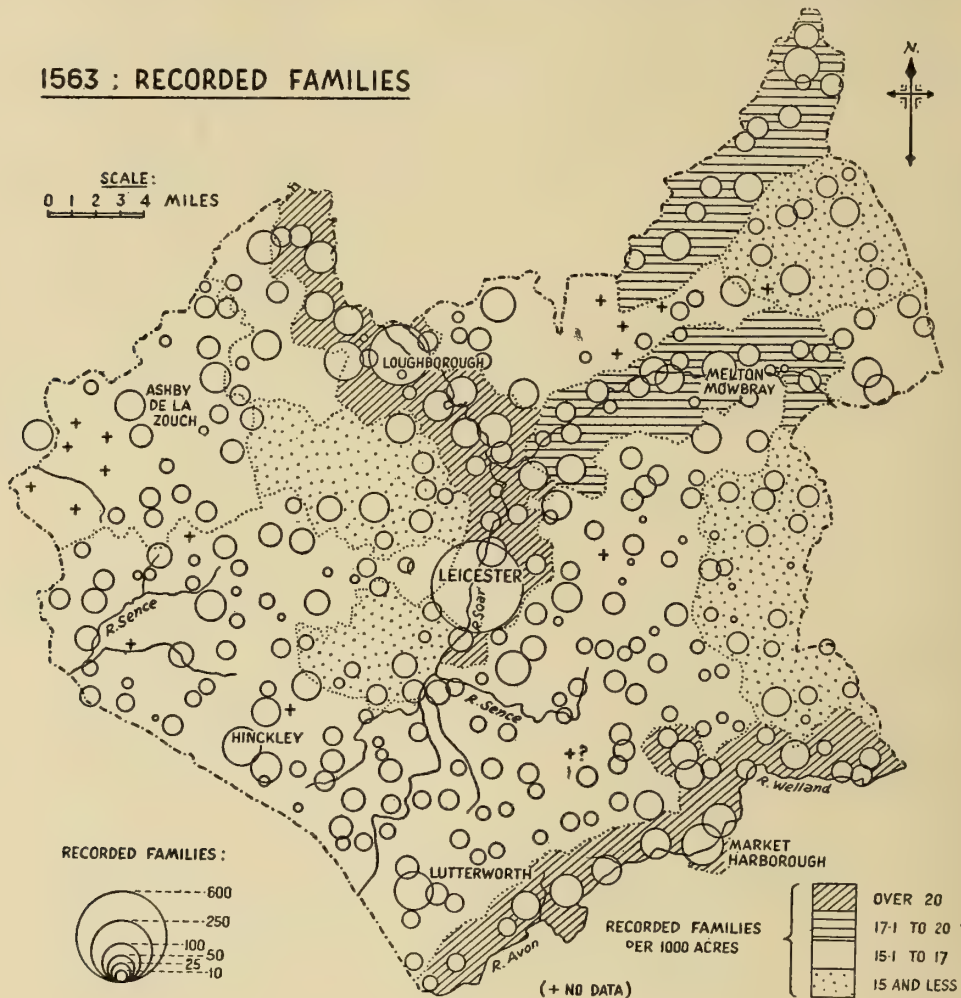 1563 : RECORDED FAMILIES
N.
SCALE:
0 1 2 3 4 MILES
LOUGHBOROUGH
MELTON
MOWBRAY
ASHBY
DE LA
ZOUCH
LEICESTER
R. Soar
R. Sence
R. Sence
HINCKLEY
+?
R. Welland
MARKET
HARBOROUGH
LUTTERWORTH
R. Avon
RECORDED FAMILIES :
600
250
100
50
25
10
RECORDED FAMILIES
PER 1000 ACRES
OVER 20
17·1 TO 20
15·1 TO 17
15 AND LESS
(+ NO DATA)